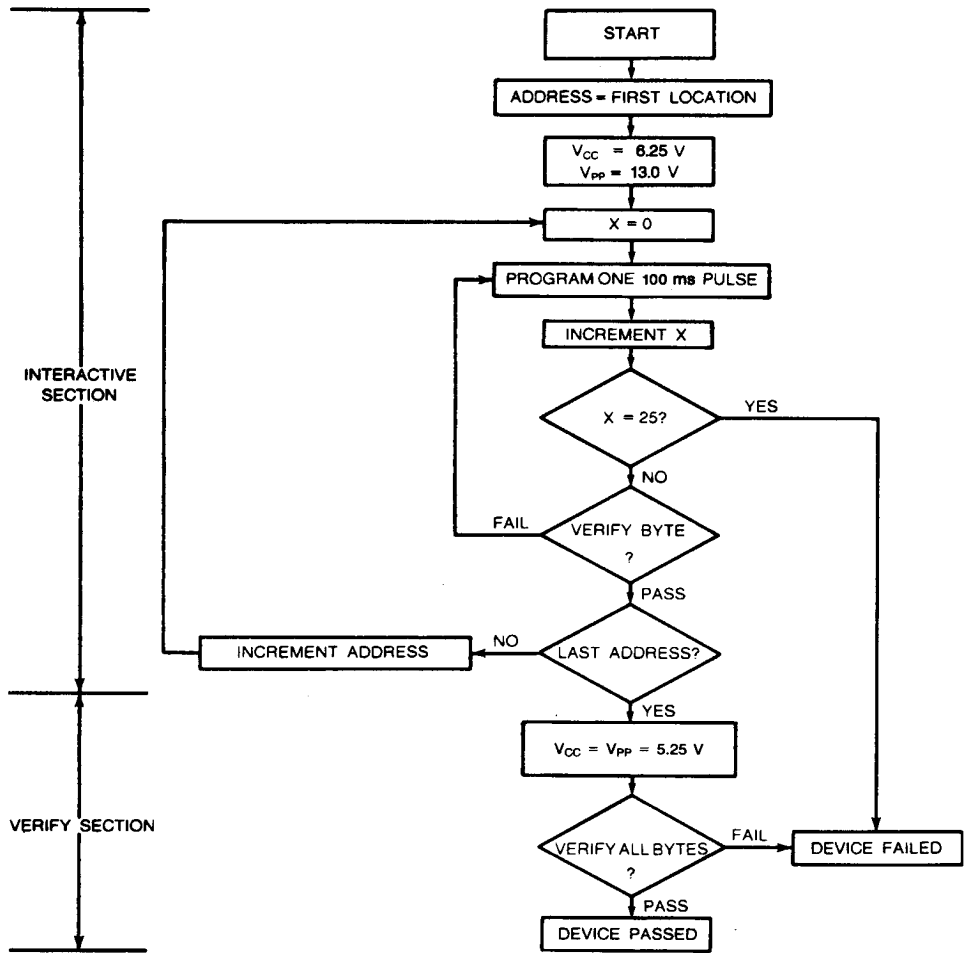 START
ADDRESS = FIRST LOCATION
VCC = 6.25 V
VPP = 13.0 V
X = 0
PROGRAM ONE 100 ms PULSE
INCREMENT X
INTERACTIVE
SECTION
X = 25?
YES
NO
FAIL
VERIFY BYTE
?
PASS
INCREMENT ADDRESS
NO
LAST ADDRESS?
YES
VCC = VPP = 5.25 V
VERIFY SECTION
VERIFY ALL BYTES
?
FAIL
DEVICE FAILED
PASS
DEVICE PASSED